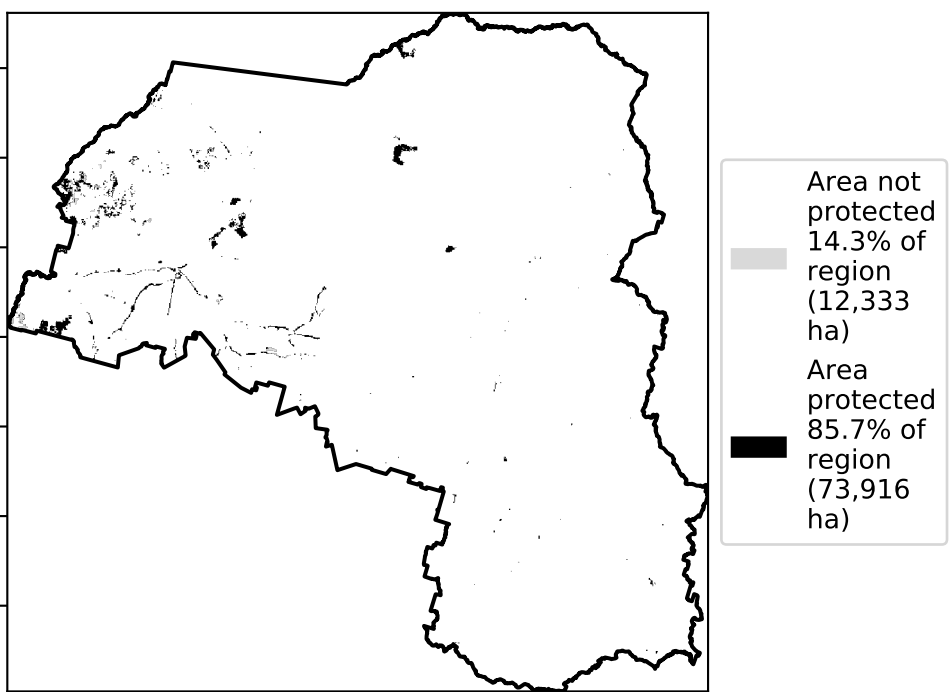 Area not
protected
14.3% of
region
(12,333
ha)
Area
protected
85.7% of
region
(73,916
ha)